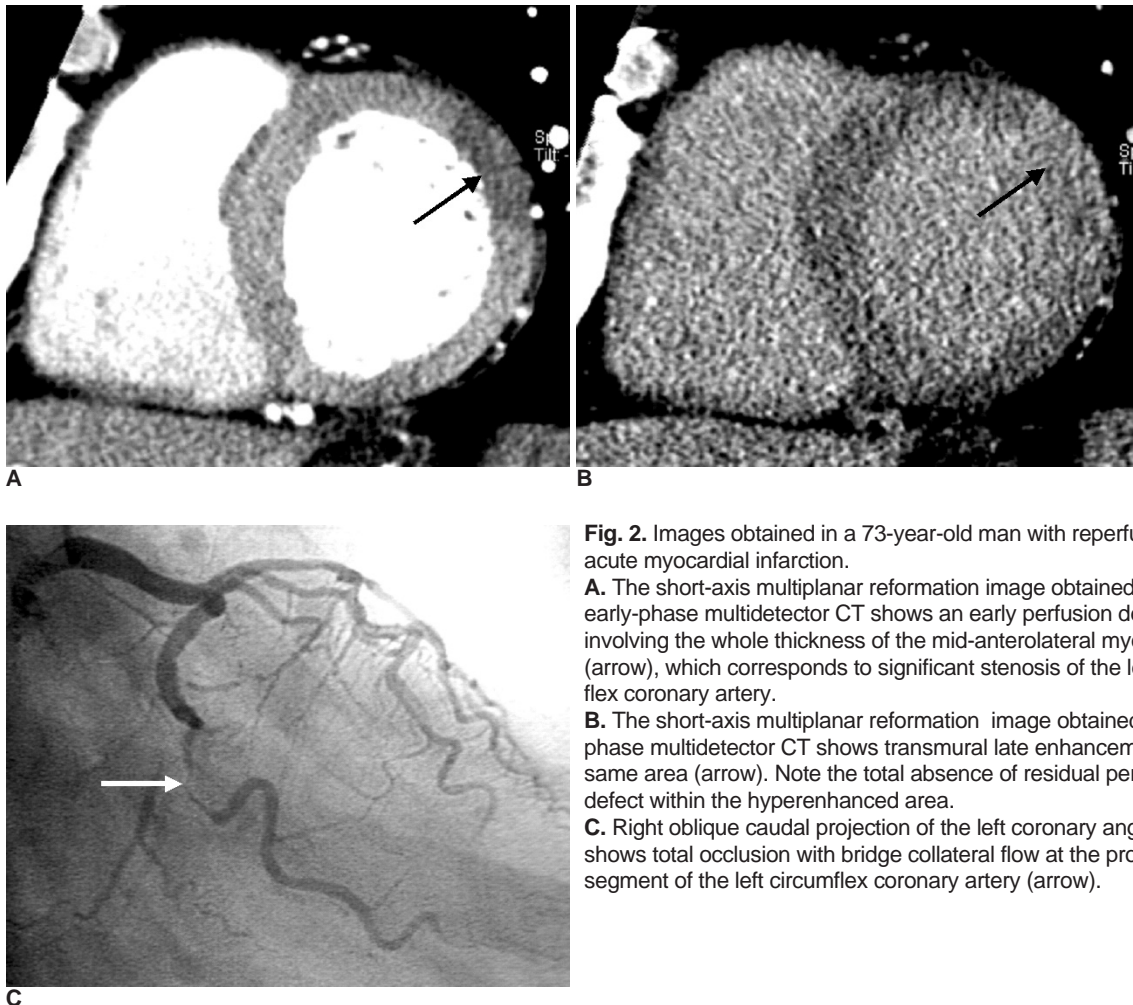 Sp
Tilt -
Sp
Ti
A
B
Fig. 2. Images obtained in a 73-year-old man with reperfu
acute myocardial infarction.
A. The short-axis multiplanar reformation image obtained
early-phase multidetector CT shows an early perfusion de
involving the whole thickness of the mid-anterolateral myo
(arrow), which corresponds to significant stenosis of the le
flex coronary artery.
B. The short-axis multiplanar reformation image obtained
phase multidetector CT shows transmural late enhancem
same area (arrow). Note the total absence of residual per
defect within the hyperenhanced area.
C. Right oblique caudal projection of the left coronary ang
shows total occlusion with bridge collateral flow at the pro
segment of the left circumflex coronary artery (arrow).
C